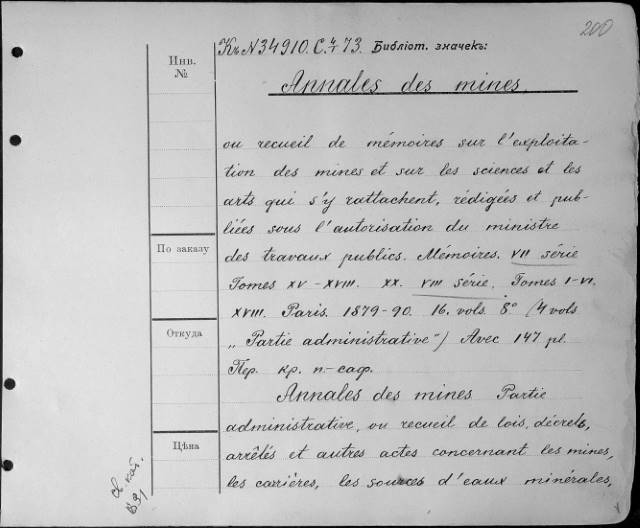 200
Къ N34910. С. 4/1 73. Библіот. значекъ:
Инв.
№
Annales des mines.
ou recueil de mémoires sur l'exploita-
tion des mines et sur les sciences et les
arts qui s'y rattachent, rédigées et pub-
liées sous l'autorisation du ministre
По заказу
des travaux publics. Mémoires. VII série
Tomes XV-XVIII. XX. VIII série. Tomes I-VI.
XVIII. Paris. 1879-90. 16. vols. 8° (4 vols
Откуда
„Partie administrative") Avec 147 pl.
Пер. кр. п.-саф.
Annales des mines Partie
administrative, ou recueil de lois, décrets,
Цѣна
arrêtés et autres actes concernant les mines,
les carrières, les sources d'eaux minérales,
кат.